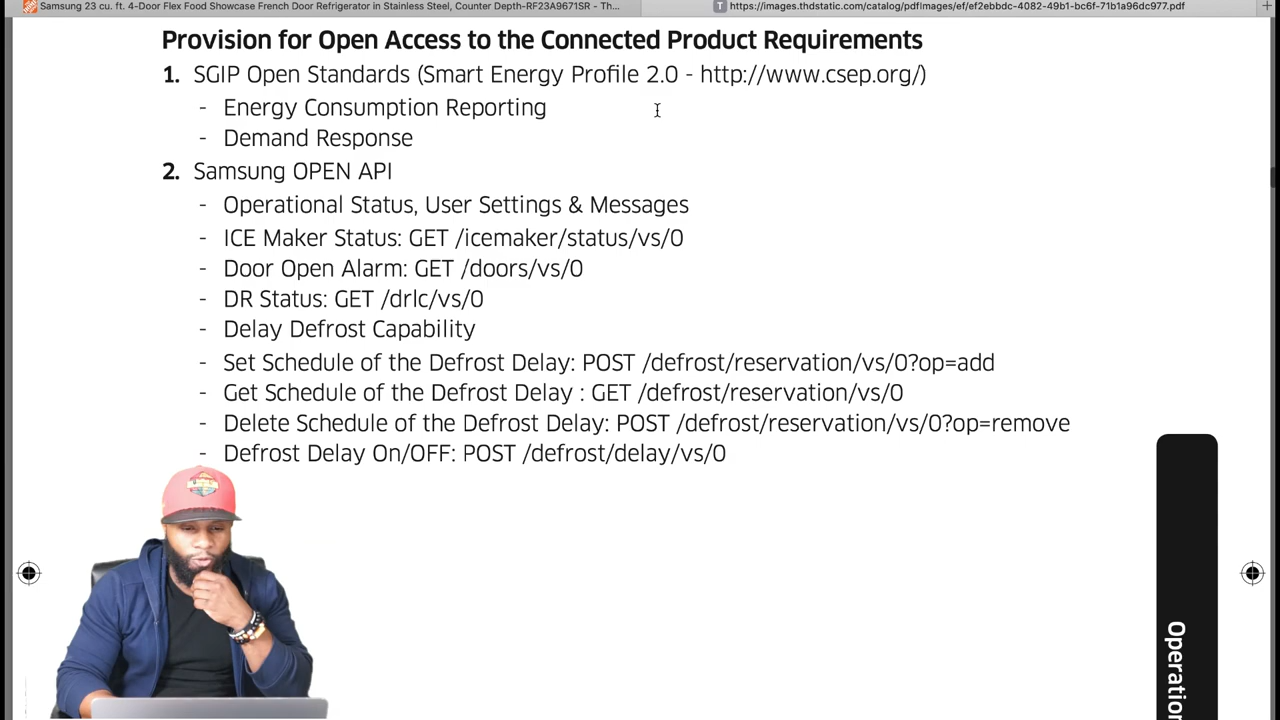 Samsung 23 cu. ft. 4-Door Flex Food Showcase French Door Refrigerator in Stainless Steel, Counter Depth-RF23A9671SR - Th...
T https://images.thdstatic.com/catalog/pdfImages/ef/ef2ebbdc-4082-49b1-bc6f-71b1a96dc977.pdf
Provision for Open Access to the Connected Product Requirements
1. SGIP Open Standards (Smart Energy Profile 2.0 - http://www.csep.org/)
- Energy Consumption Reporting
- Demand Response
2. Samsung OPEN API
- Operational Status, User Settings & Messages
- ICE Maker Status: GET /icemaker/status/vs/0
- Door Open Alarm: GET /doors/vs/0
- DR Status: GET /drlc/vs/0
- Delay Defrost Capability
- Set Schedule of the Defrost Delay: POST /defrost/reservation/vs/0?op=add
- Get Schedule of the Defrost Delay : GET /defrost/reservation/vs/0
- Delete Schedule of the Defrost Delay: POST /defrost/reservation/vs/0?op=remove
- Defrost Delay On/OFF: POST /defrost/delay/vs/0
Operation